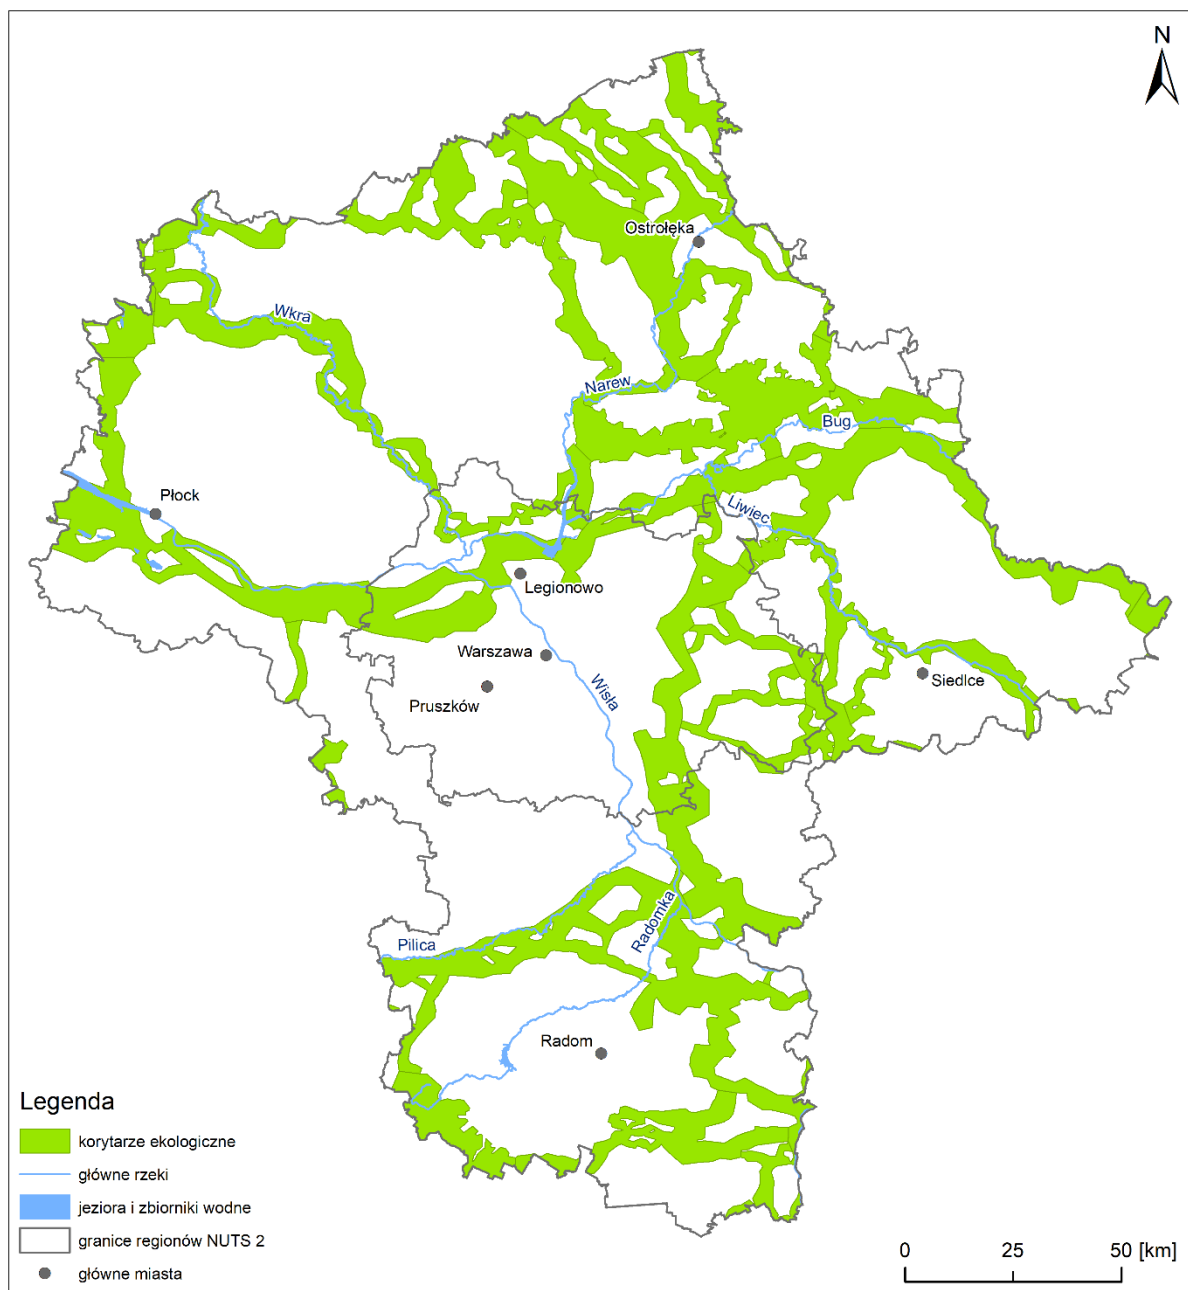 N
Ostrołęka
Wkra
Narew
Bug
Płock
Liwiec
Legionowo
Warszawa
Siedlce
Pruszków
Wisła
Radomka
Pilica
Radom
Legenda
korytarze ekologiczne
główne rzeki
jeziora i zbiorniki wodne
granice regionów NUTS 2
główne miasta
0 25 50 [km]